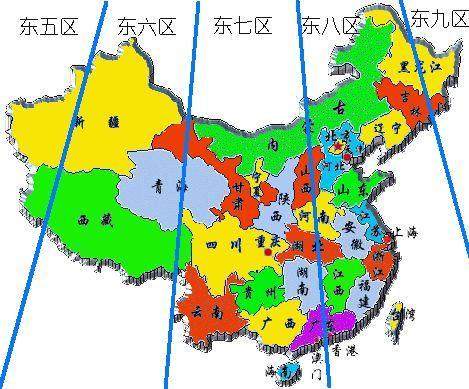 东五区
东六区
东七区
东八区
东九区
黑龙江
吉林
辽宁
内
蒙
古
北京
天
河北
新疆
甘肃
宁夏
山西
山东
青海
陕西
河南
江苏
安徽
上海
西藏
四川
重庆
湖北
浙江
湖南
江西
福建
贵州
云南
广西
广东
台湾
香港
澳门
海南